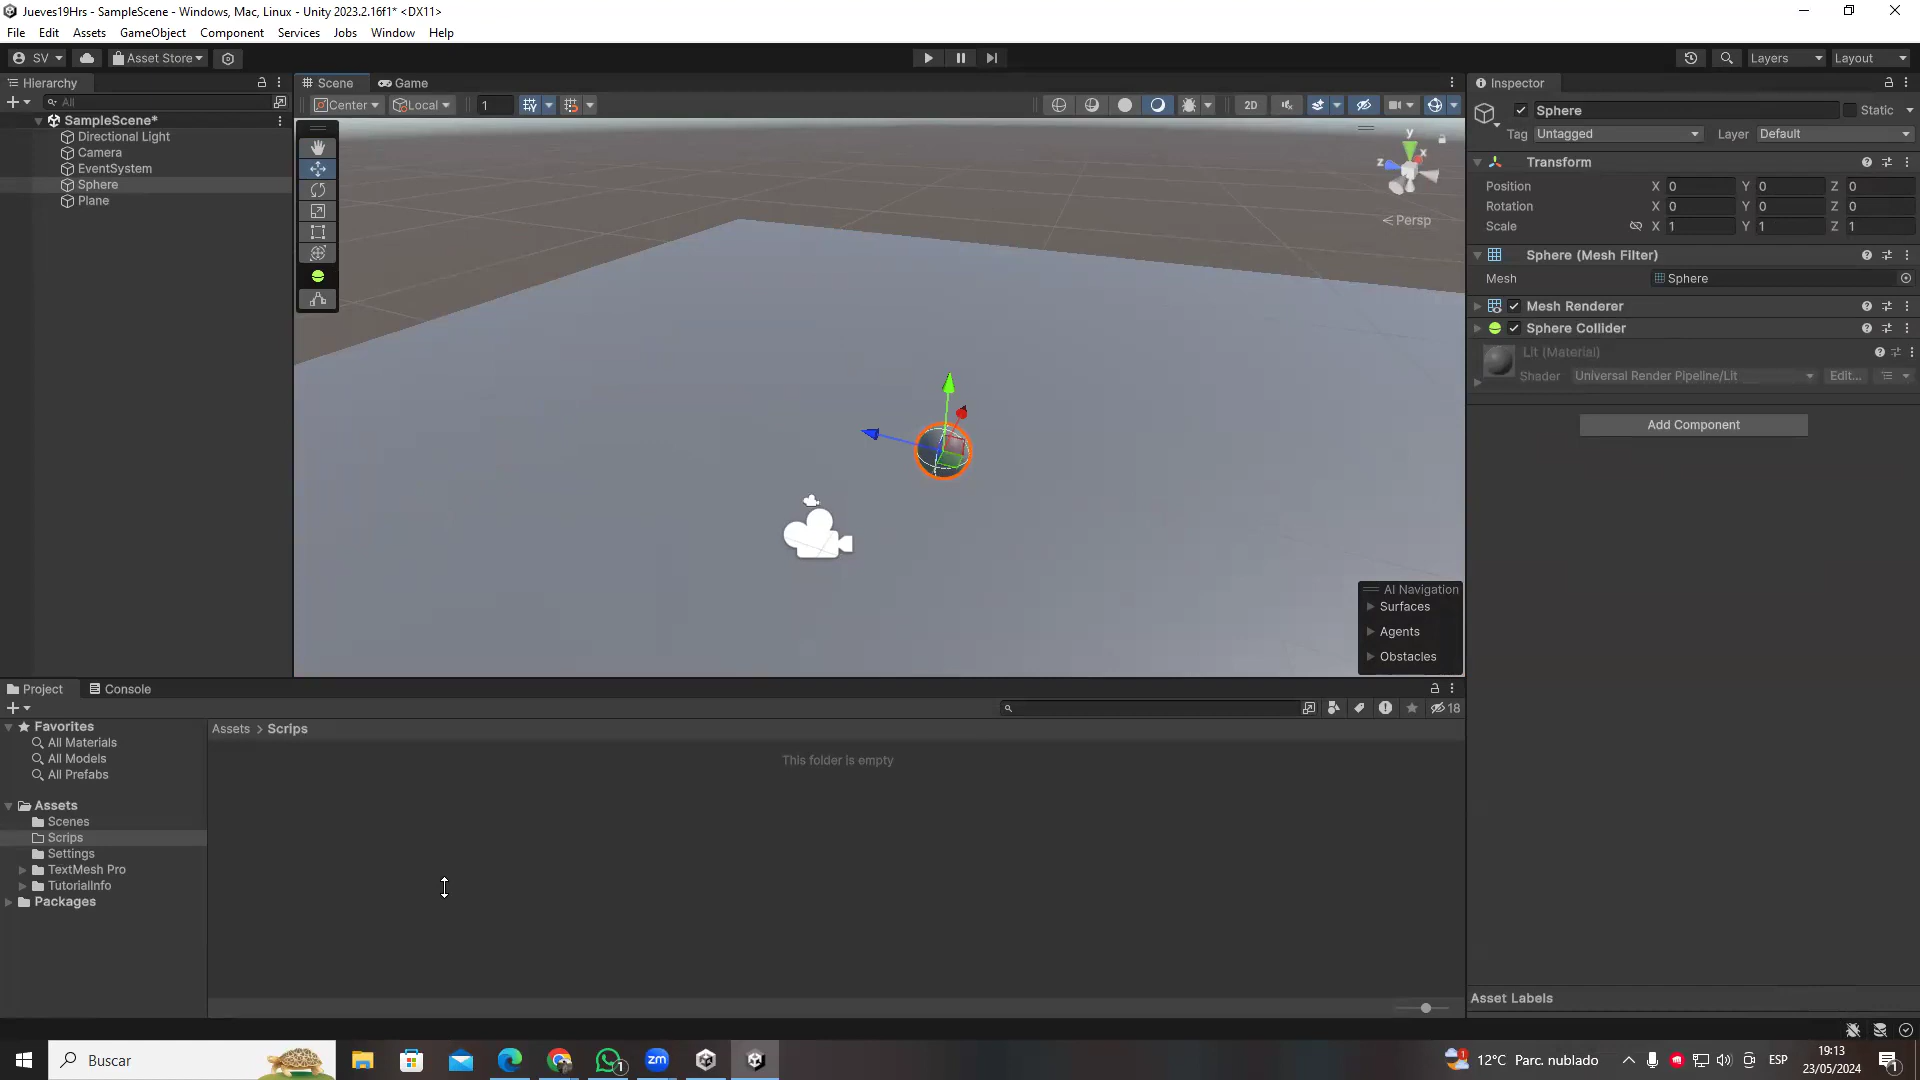 Jueves19Hrs - SampleScene - Windows, Mac, Linux - Unity 2023.2.16f1* <DX11>
File Edit Assets GameObject Component Services Jobs Window Help
SV Asset Store Layers Layout
Hierarchy Scene Game Inspector
All Center Local 1 2D Sphere Static
Tag Untagged Layer Default
SampleScene*
Directional Light
Camera
EventSystem
Sphere
Plane
y
x
z
< Persp
Transform
Position X 0 Y 0 Z 0
Rotation X 0 Y 0 Z 0
Scale X 1 Y 1 Z 1
Sphere (Mesh Filter)
Mesh Sphere
Mesh Renderer
Sphere Collider
Lit (Material)
Shader Universal Render Pipeline/Lit Edit...
Add Component
AI Navigation
Surfaces
Agents
Obstacles
Project Console
18
Favorites
All Materials
All Models
All Prefabs
Assets
Scenes
Scrips
Settings
TextMesh Pro
TutorialInfo
Packages
Assets > Scrips
This folder is empty
Asset Labels
Buscar
1
zm
1
12°C Parc. nublado
ESP
19:13
23/05/2024
1